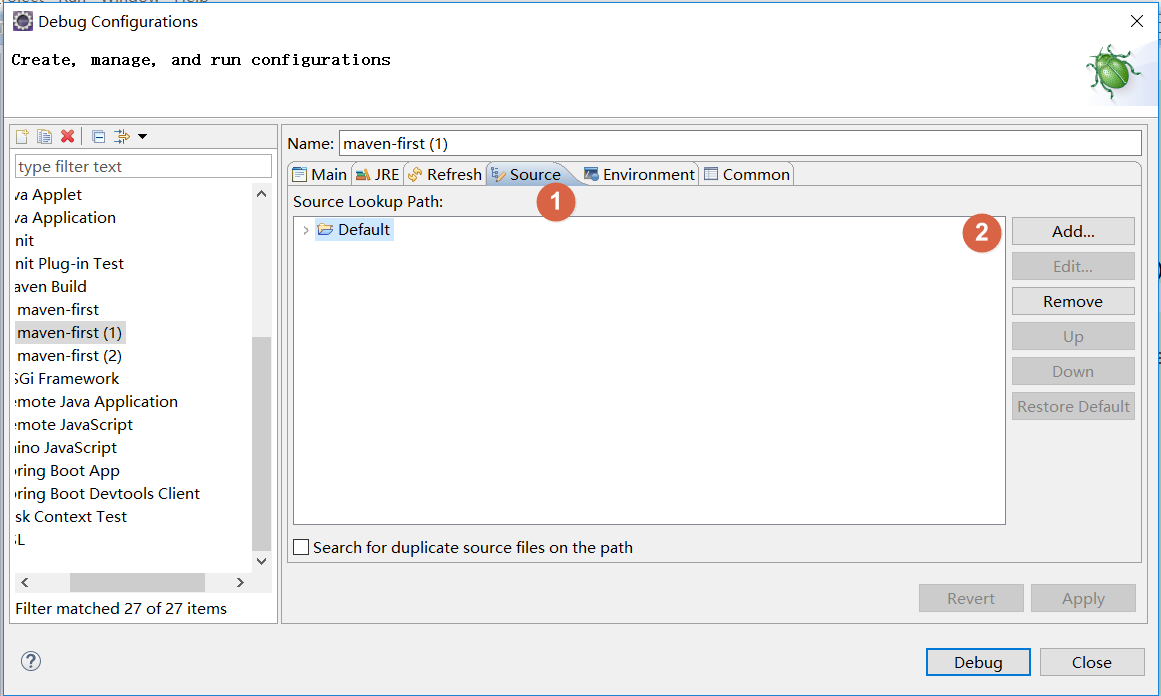 Debug Configurations
Create, manage, and run configurations
type filter text
va Applet
va Application
nit
nit Plug-in Test
aven Build
maven-first
maven-first (1)
maven-first (2)
SGi Framework
emote Java Application
emote JavaScript
ino JavaScript
ring Boot App
ring Boot Devtools Client
sk Context Test
SL
Filter matched 27 of 27 items
Name: maven-first (1)
Main JRE Refresh Source Environment Common
1
Source Lookup Path:
Default
2
Add...
Edit...
Remove
Up
Down
Restore Default
Search for duplicate source files on the path
Revert Apply
Debug Close